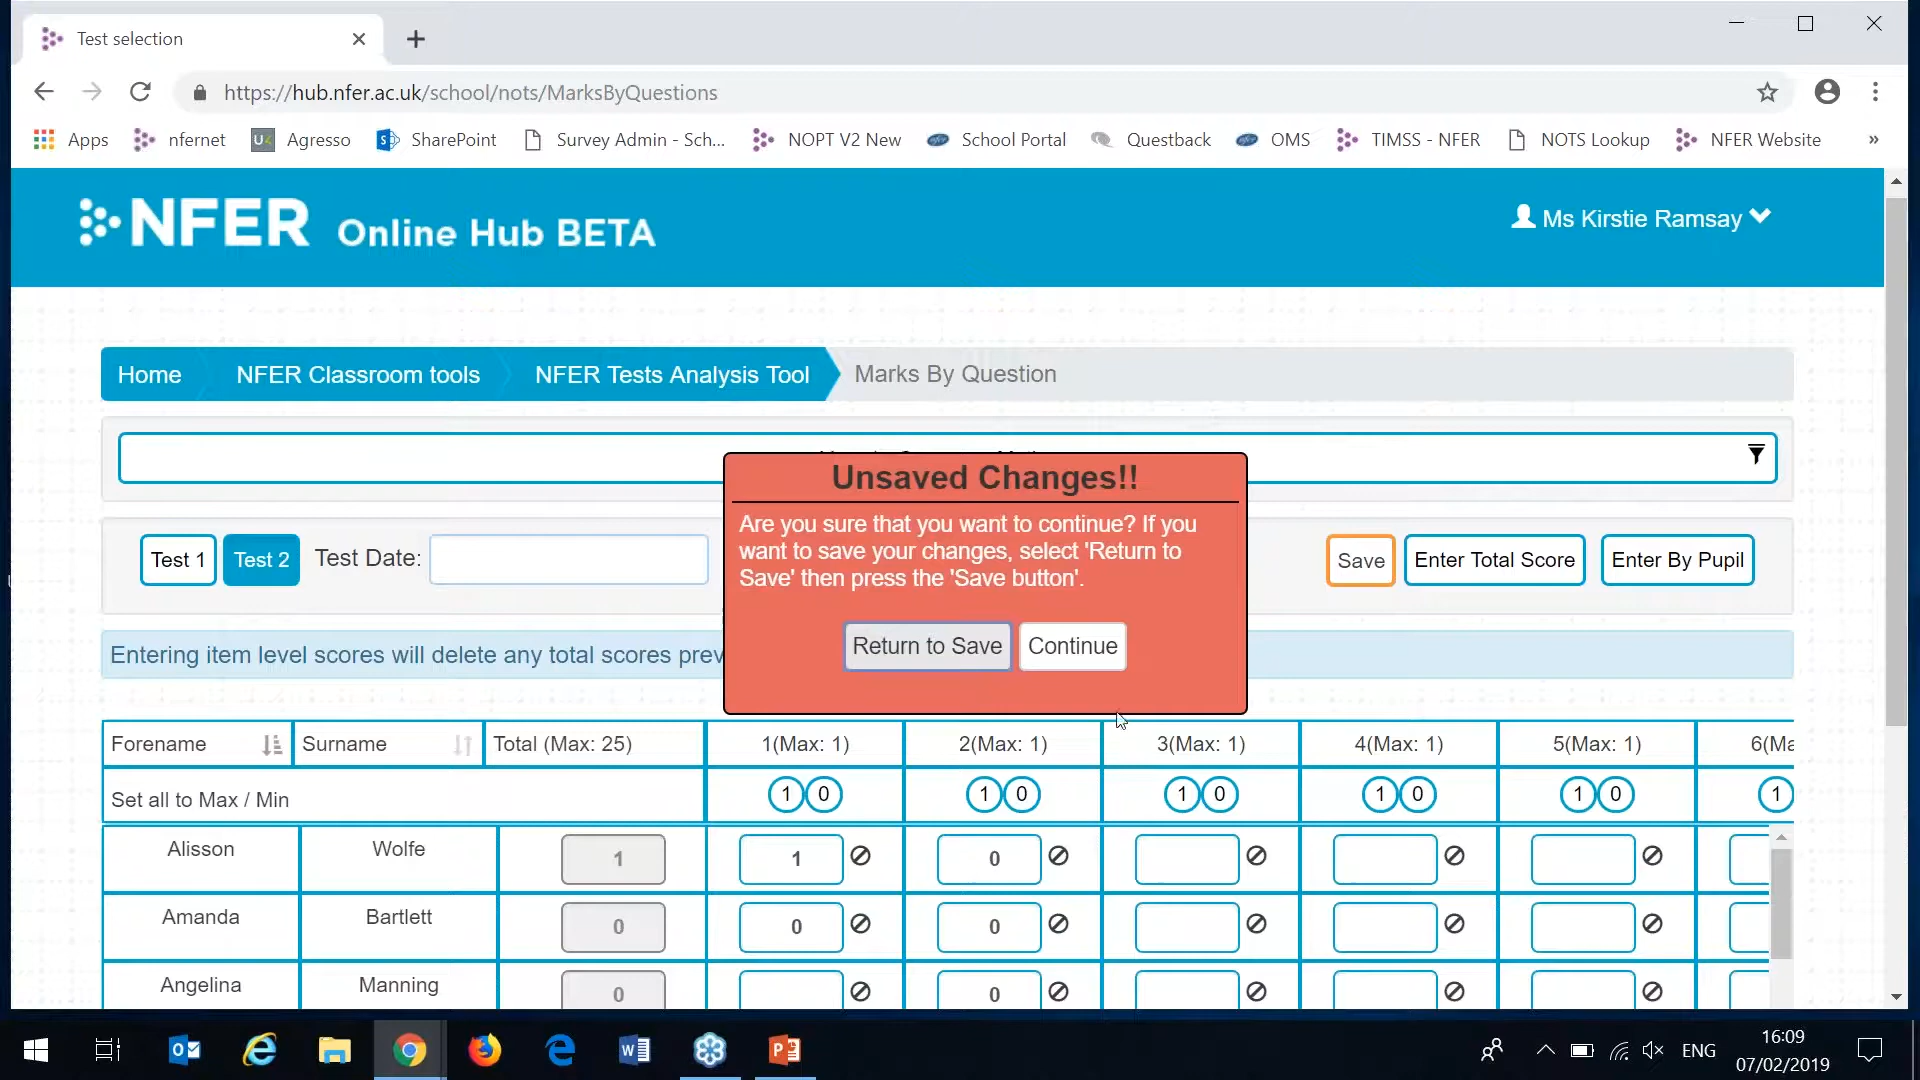 Test selection
https://hub.nfer.ac.uk/school/nots/MarksByQuestions
Apps nfernet Agresso SharePoint Survey Admin - Sch... NOPT V2 New School Portal Questback OMS TIMSS - NFER NOTS Lookup NFER Website »
NFER Online Hub BETA
Ms Kirstie Ramsay
Home NFER Classroom tools NFER Tests Analysis Tool Marks By Question
Unsaved Changes!!
Are you sure that you want to continue? If you
want to save your changes, select 'Return to
Save' then press the 'Save button'.
Return to Save Continue
Test 1 Test 2 Test Date: Save Enter Total Score Enter By Pupil
Entering item level scores will delete any total scores prev
Forename Surname Total (Max: 25) 1(Max: 1) 2(Max: 1) 3(Max: 1) 4(Max: 1) 5(Max: 1) 6(Ma
Set all to Max / Min 1 0 1 0 1 0 1 0 1 0 1
Alisson Wolfe 1 1 0
Amanda Bartlett 0 0 0
Angelina Manning 0 0
ENG
16:09
07/02/2019